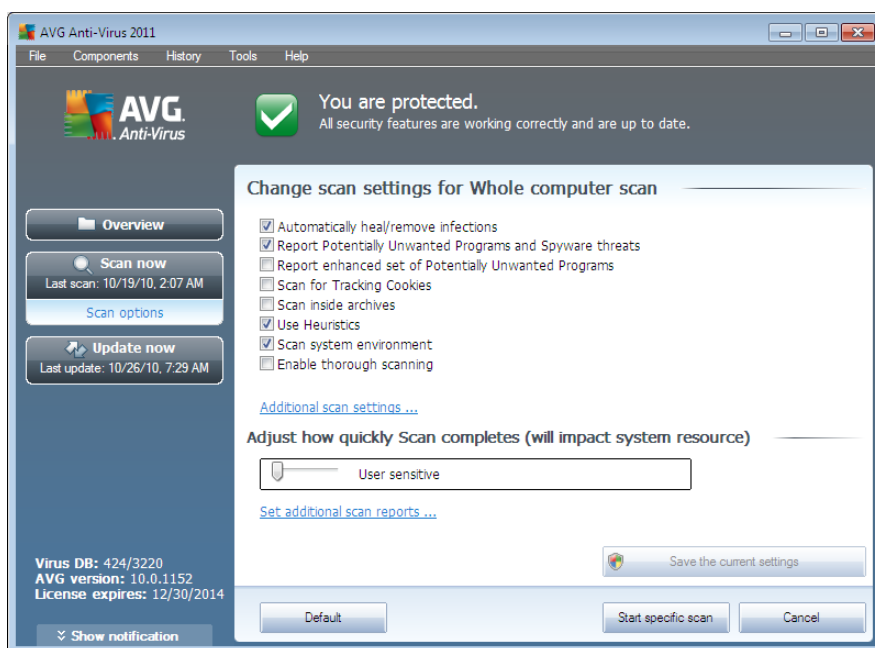 AVG Anti-Virus 2011
File Components History Tools Help
AVG.
Anti-Virus
You are protected.
All security features are working correctly and are up to date.
Overview
Scan now
Last scan: 10/19/10, 2:07 AM
Scan options
Update now
Last update: 10/26/10, 7:29 AM
Change scan settings for Whole computer scan
Automatically heal/remove infections
Report Potentially Unwanted Programs and Spyware threats
Report enhanced set of Potentially Unwanted Programs
Scan for Tracking Cookies
Scan inside archives
Use Heuristics
Scan system environment
Enable thorough scanning
Additional scan settings ...
Adjust how quickly Scan completes (will impact system resource)
User sensitive
Set additional scan reports ...
Save the current settings
Virus DB: 424/3220
AVG version: 10.0.1152
License expires: 12/30/2014
Show notification
Default
Start specific scan
Cancel